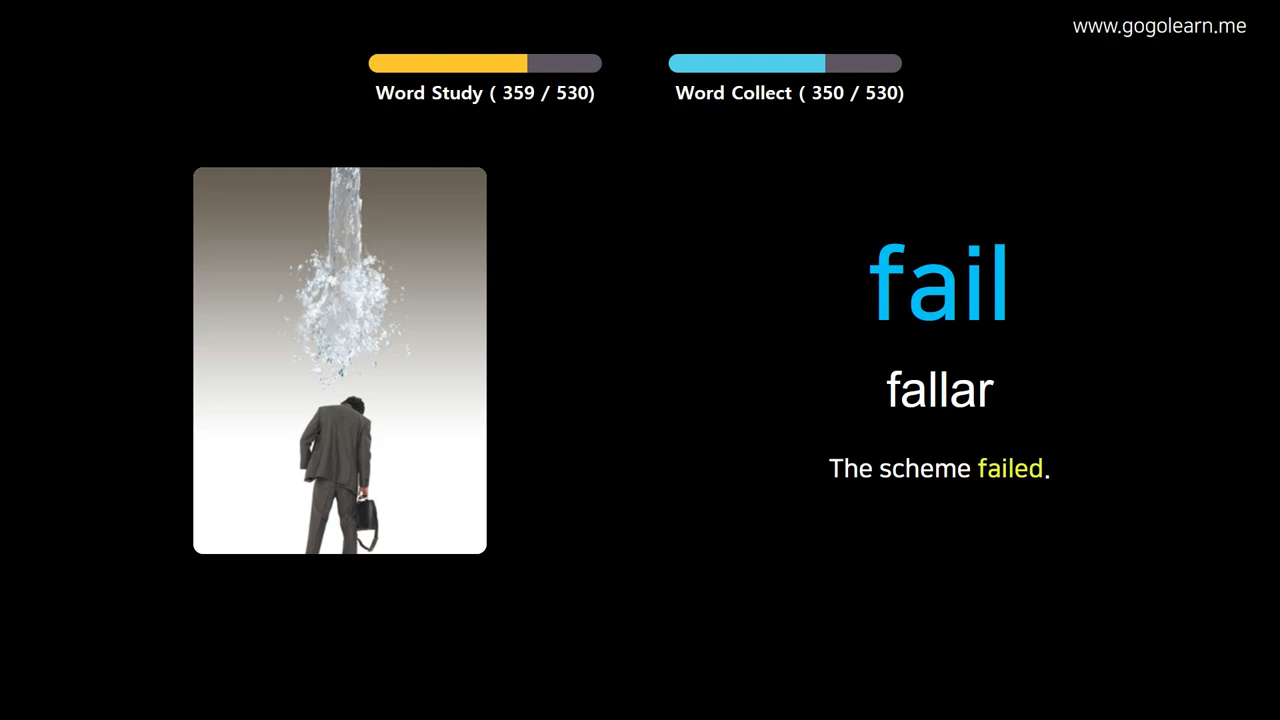 www.gogolearn.me
Word Study ( 359 / 530)
Word Collect ( 350 / 530)
fail
fallar
The scheme failed.